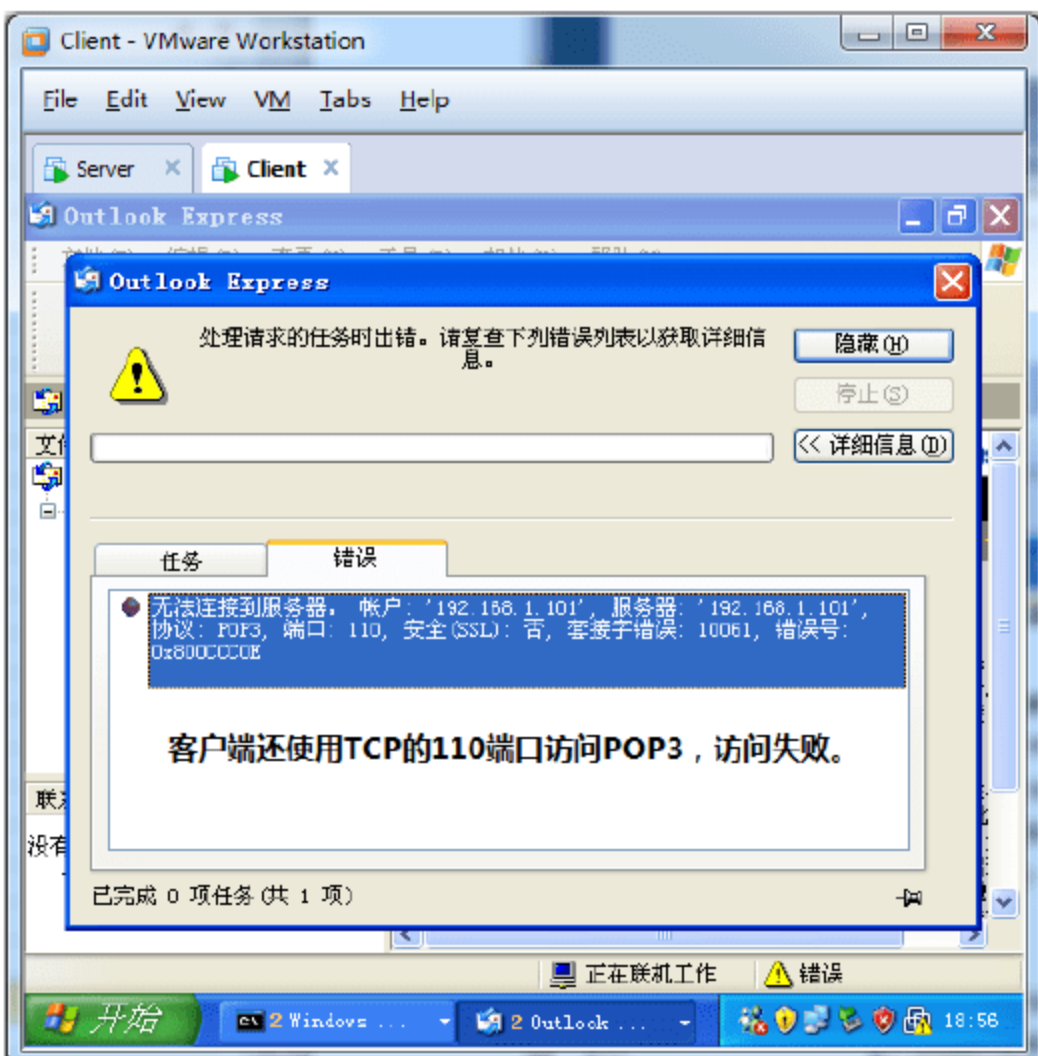 Client - VMware Workstation
File Edit View VM Tabs Help
Server Client
Outlook Express
Outlook Express
处理请求的任务时出错。请复查下列错误列表以获取详细信
息。
隐藏(H)
停止(S)
<< 详细信息(D)
任务 错误
无法连接到服务器。 帐户: '192.168.1.101', 服务器: '192.168.1.101',
协议: POP3, 端口: 110, 安全(SSL): 否, 套接字错误: 10061, 错误号:
0x800CCC0E
客户端还使用TCP的110端口访问POP3，访问失败。
没有
已完成 0 项任务(共 1 项)
正在联机工作 错误
开始 2 Windows ... 2 Outlook ... 18:56